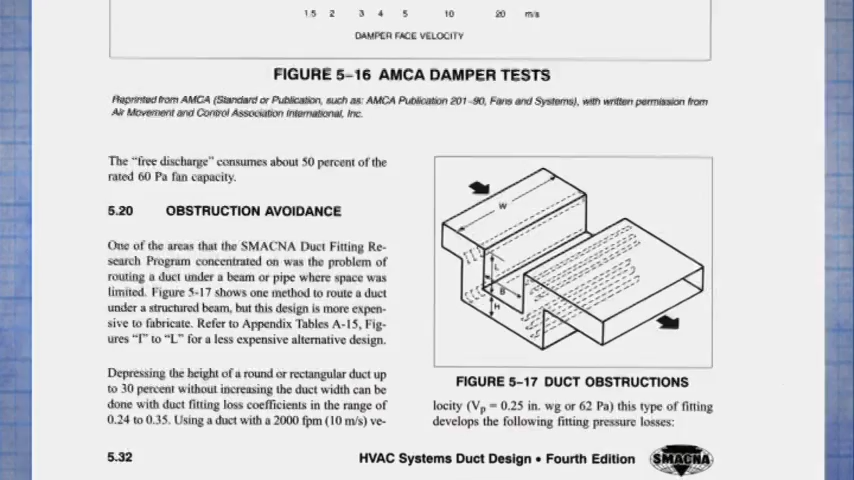 1.5 2 3 4 5 10 20 m/s
DAMPER FACE VELOCITY
FIGURE 5–16 AMCA DAMPER TESTS
Reprinted from AMCA (Standard or Publication, such as: AMCA Publication 201–90, Fans and Systems), with written permission from
Air Movement and Control Association International, Inc.
The “free discharge” consumes about 50 percent of the
rated 60 Pa fan capacity.
5.20 OBSTRUCTION AVOIDANCE
One of the areas that the SMACNA Duct Fitting Re-
search Program concentrated on was the problem of
routing a duct under a beam or pipe where space was
limited. Figure 5-17 shows one method to route a duct
under a structured beam, but this design is more expen-
sive to fabricate. Refer to Appendix Tables A-15, Fig-
ures “I” to “L” for a less expensive alternative design.
Depressing the height of a round or rectangular duct up
to 30 percent without increasing the duct width can be
done with duct fitting loss coefficients in the range of
0.24 to 0.35. Using a duct with a 2000 fpm (10 m/s) ve-
W
L
B
H
FIGURE 5–17 DUCT OBSTRUCTIONS
locity (Vp = 0.25 in. wg or 62 Pa) this type of fitting
develops the following fitting pressure losses:
5.32
HVAC Systems Duct Design • Fourth Edition
SMACNA